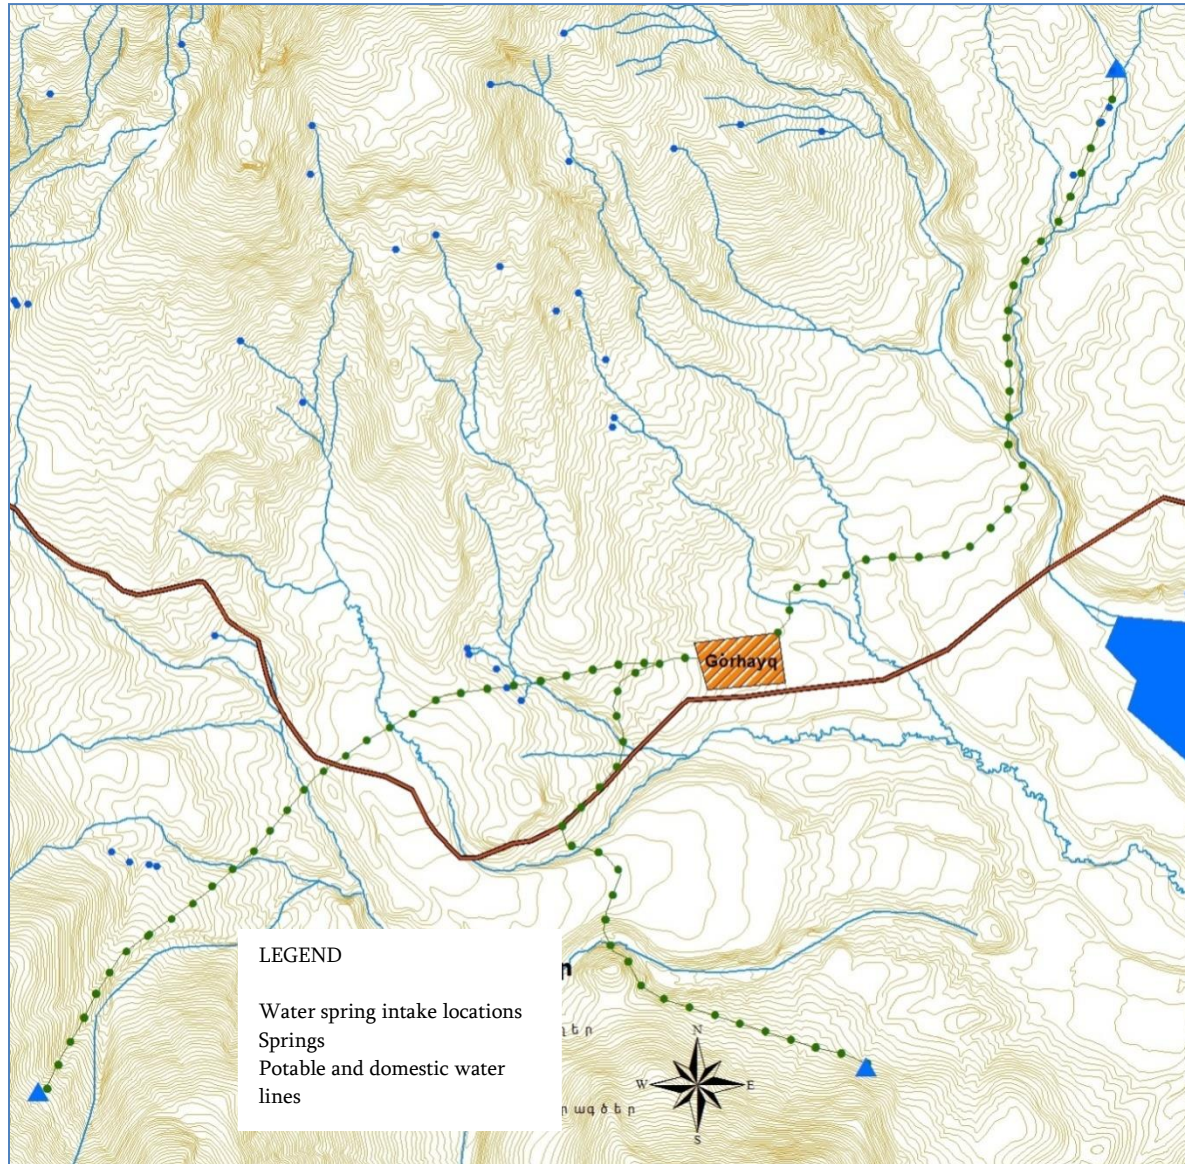 Gorhayq
LEGEND
Water spring intake locations
Springs
Potable and domestic water
lines
N
W
E
S